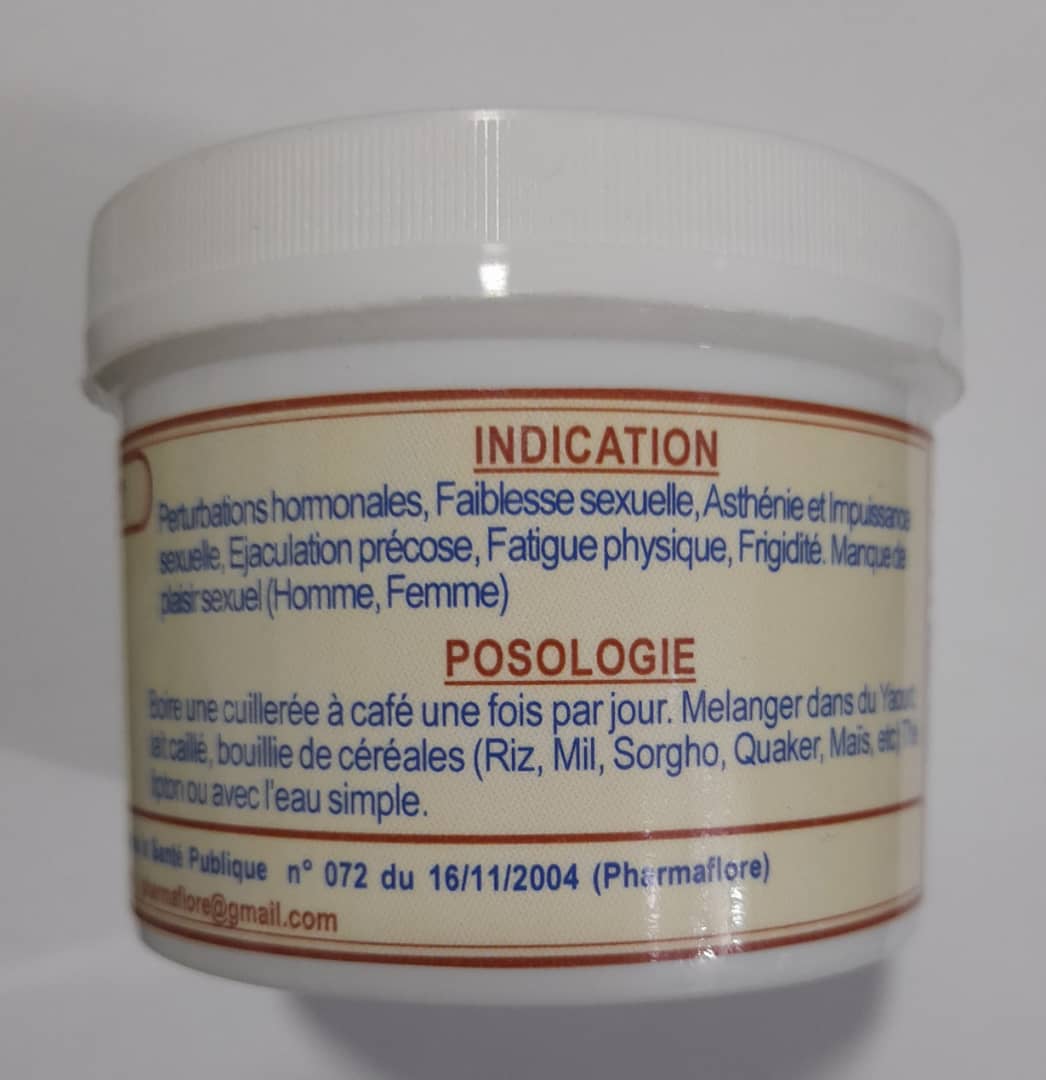 INDICATION
Perturbations hormonales, Faiblesse sexuelle, Asthénie et Impuissance
sexuelle, Ejaculation précose, Fatigue physique, Frigidité. Manque de
plaisir sexuel (Homme, Femme)
POSOLOGIE
Boire une cuillerée à café une fois par jour. Melanger dans du Yaourt,
lait caillé, bouillie de céréales (Riz, Mil, Sorgho, Quaker, Maïs, etc)
lipton ou avec l'eau simple.
Santé Publique n° 072 du 16/11/2004 (Pharmaflore)
pharmaflore@gmail.com